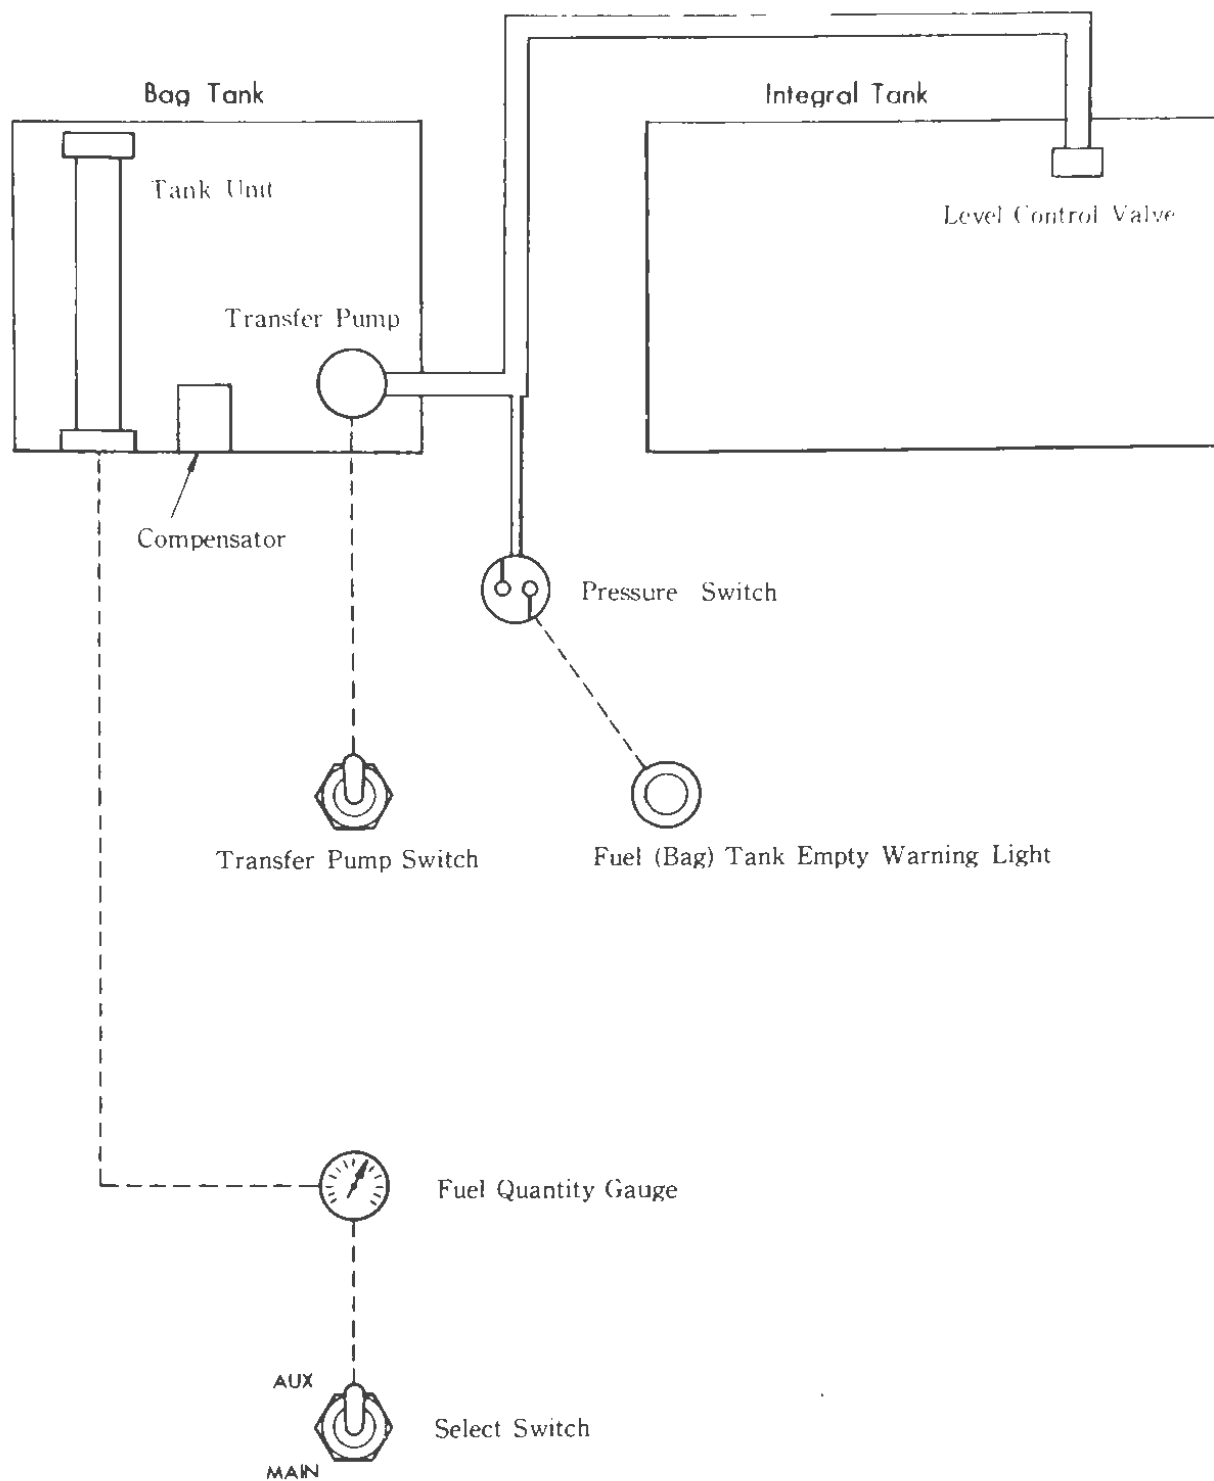 Bag Tank
Integral Tank
Tank Unit
Level Control Valve
Transfer Pump
Compensator
Pressure Switch
Transfer Pump Switch
Fuel (Bag) Tank Empty Warning Light
Fuel Quantity Gauge
AUX
Select Switch
MAIN